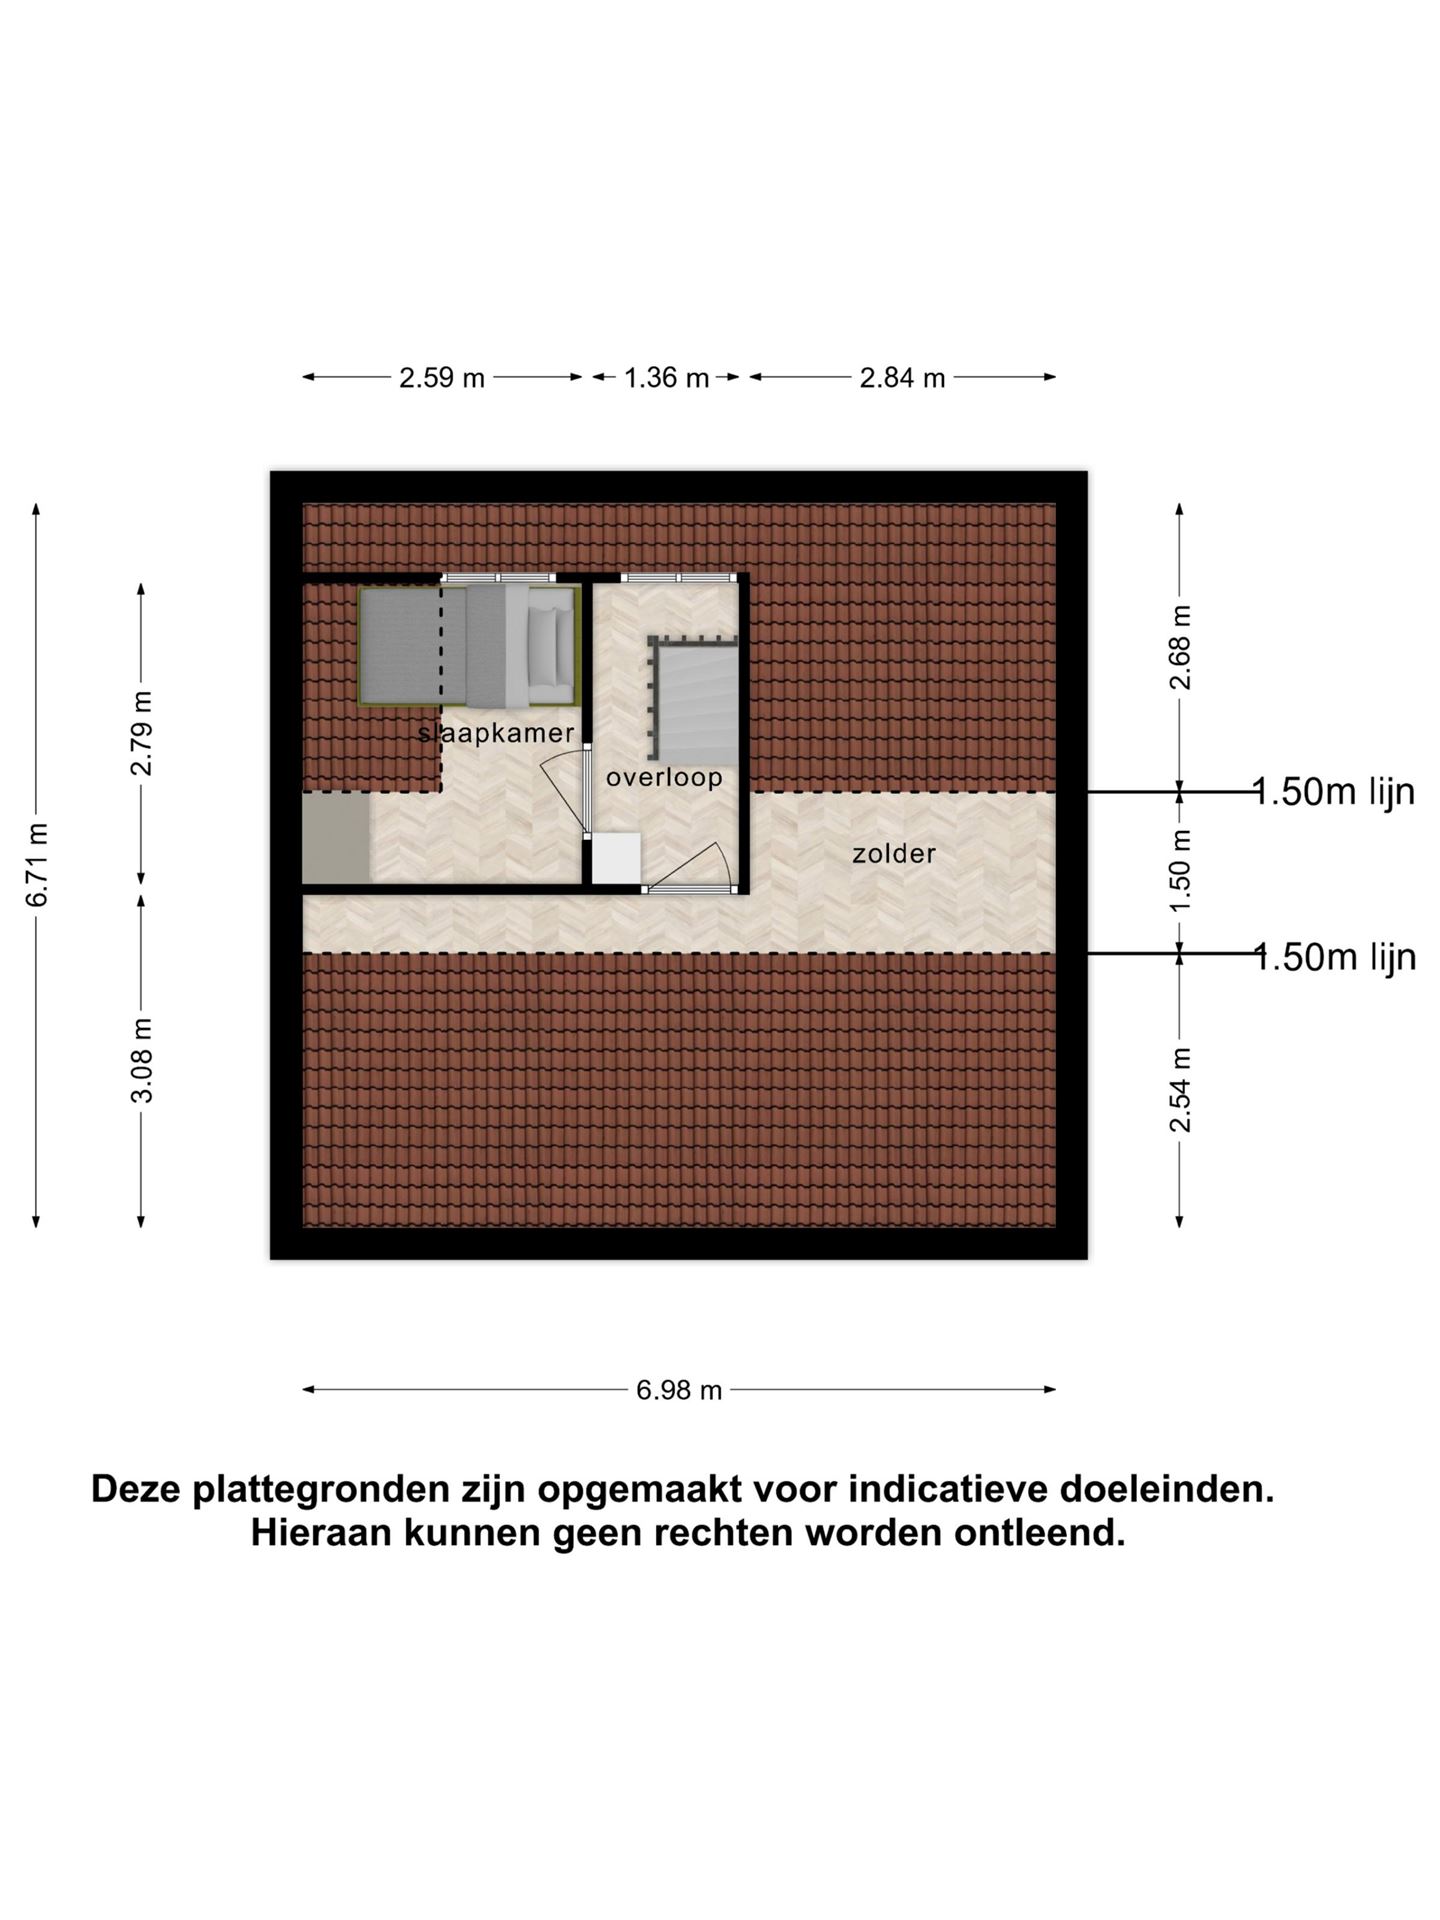 2.59 m
1.36 m
2.84 m
6.71 m
2.79 m
3.08 m
slaapkamer
overloop
zolder
2.68 m
1.50m lijn
1.50 m
1.50m lijn
2.54 m
6.98 m
Deze plattegronden zijn opgemaakt voor indicatieve doeleinden.
Hieraan kunnen geen rechten worden ontleend.